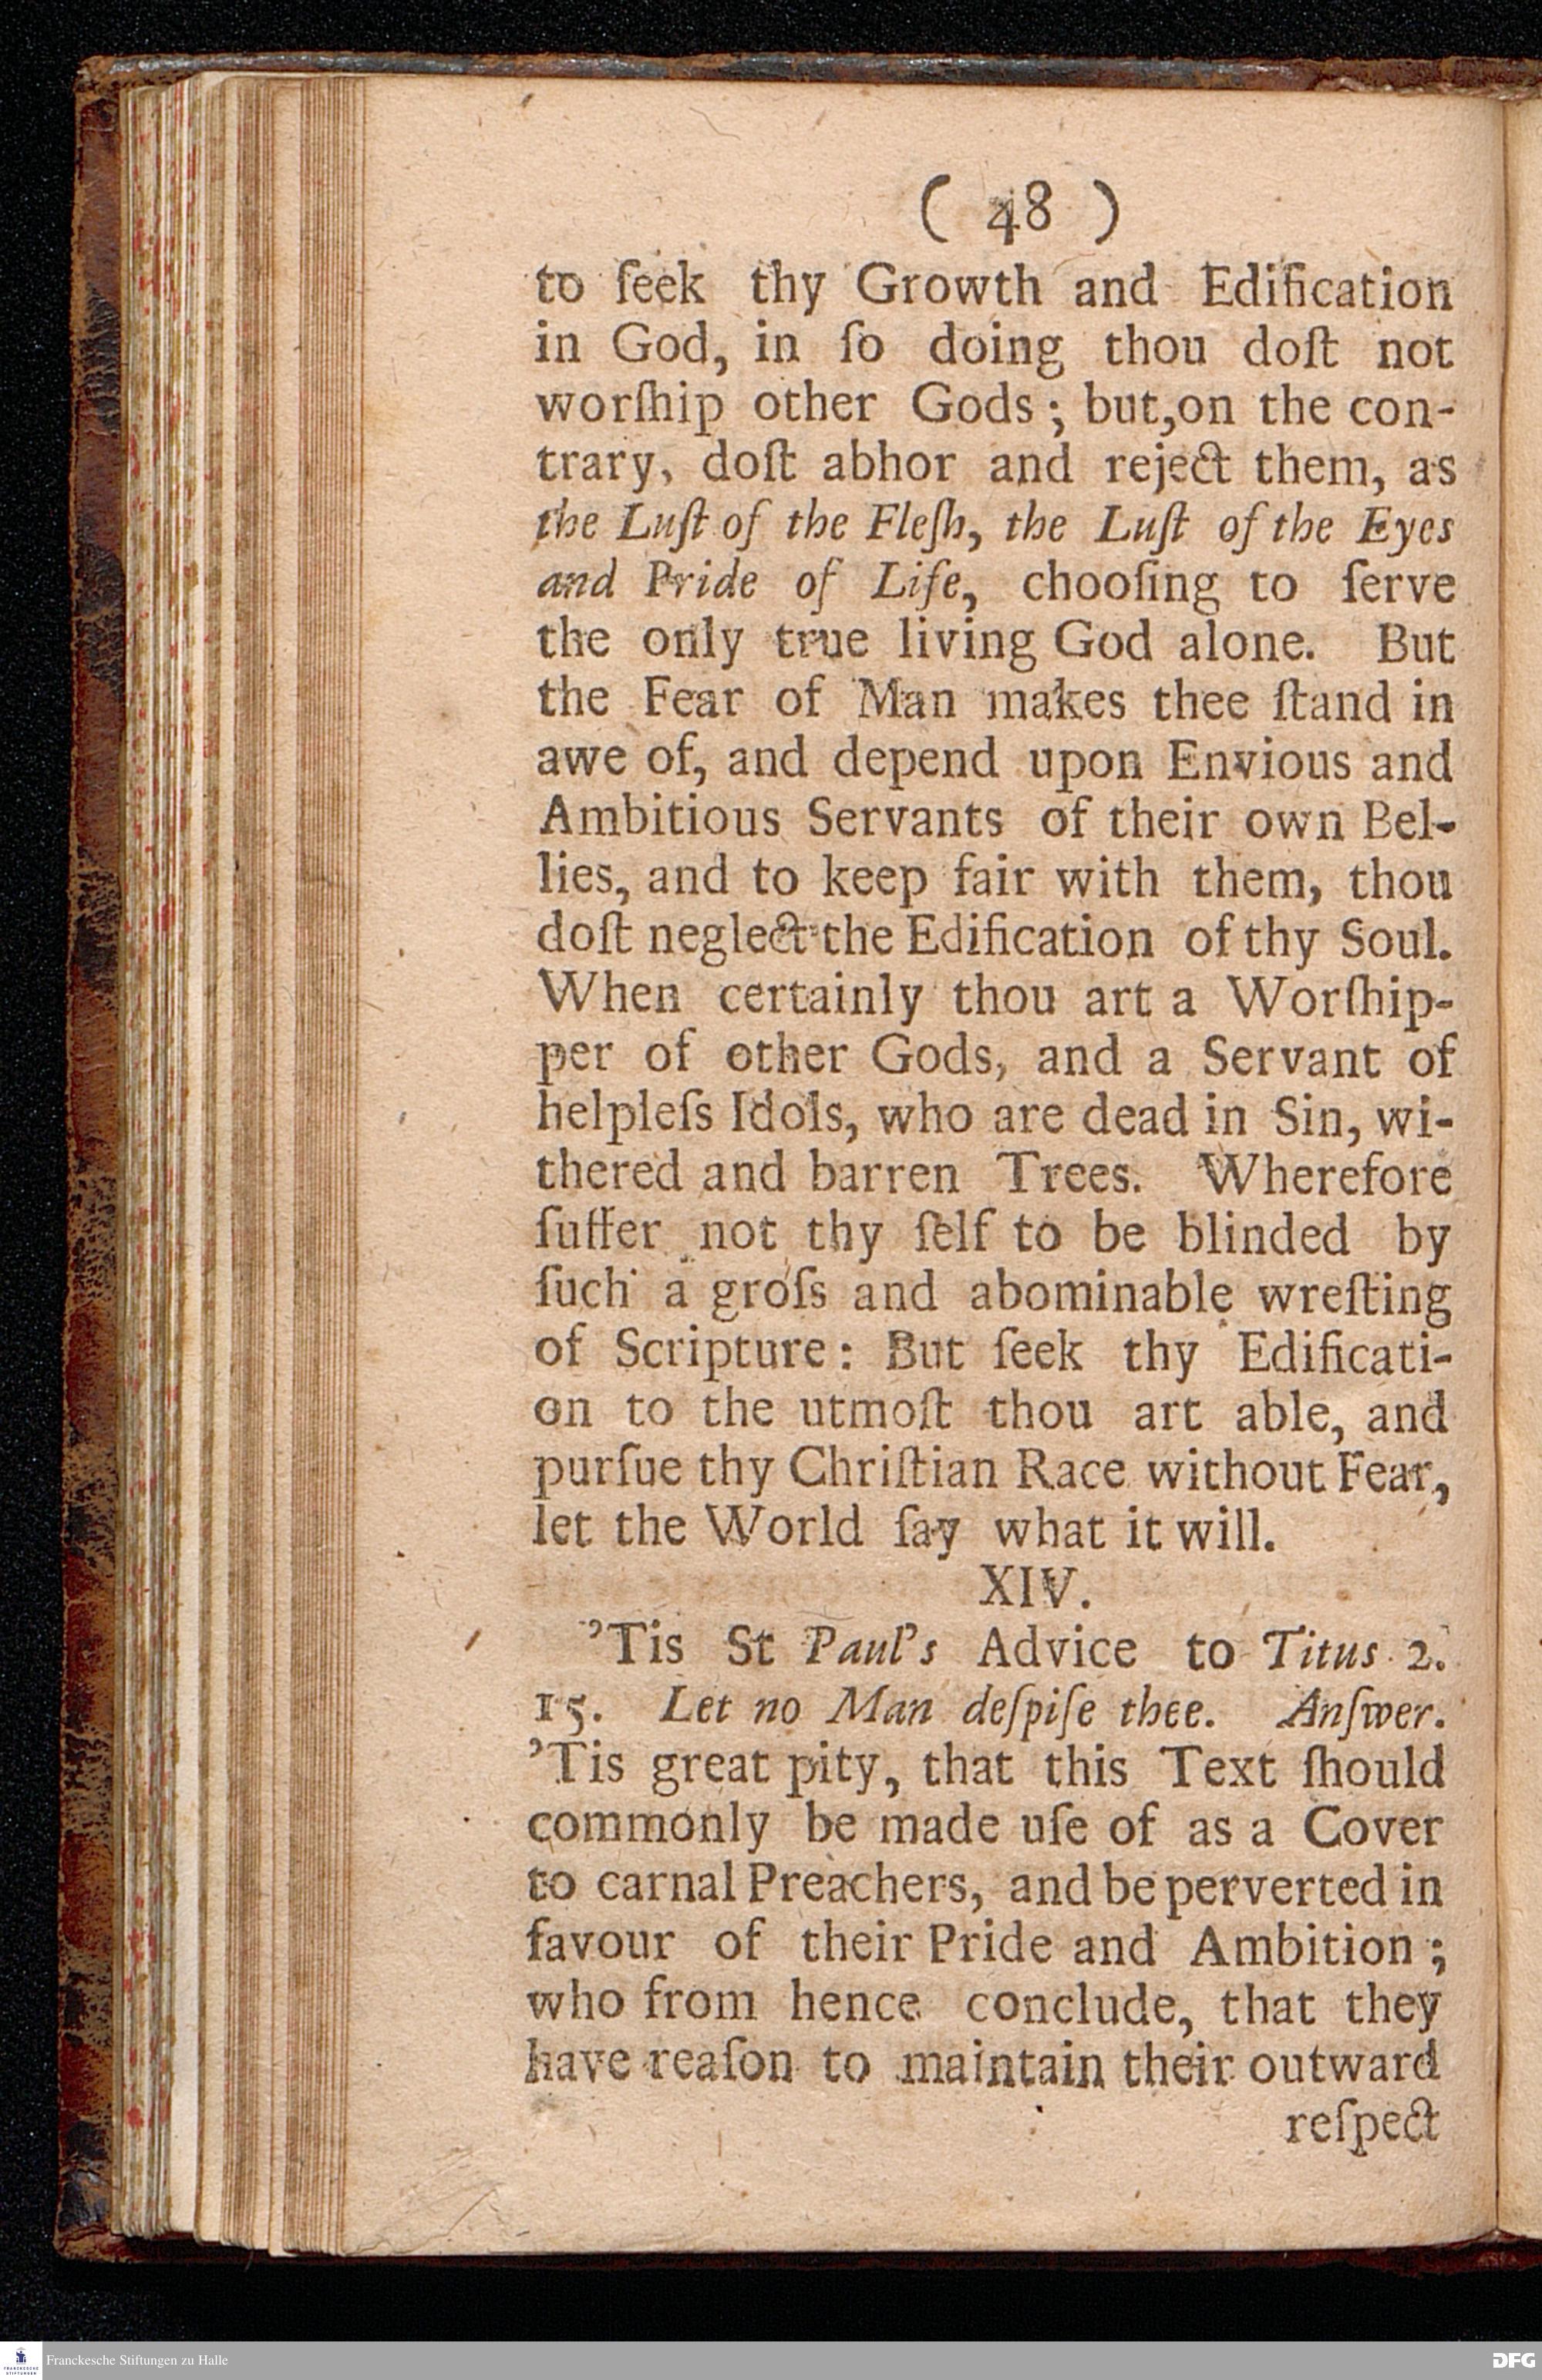 ( 48 )
to ſeek thy Growth and Edification
in God, in ſo doing thou doſt not
worſhip other Gods; but, on the con-
trary, doſt abhor and reject them, as
the Luſt of the Fleſh, the Luſt of the Eyes
and Pride of Life, chooſing to ſerve
the only true living God alone. But
the Fear of Man makes thee ſtand in
awe of, and depend upon Envious and
Ambitious Servants of their own Bel-
lies, and to keep fair with them, thou
doſt neglect the Edification of thy Soul.
When certainly thou art a Worſhip-
per of other Gods, and a Servant of
helpleſs Idols, who are dead in Sin, wi-
thered and barren Trees. Wherefore
ſuffer not thy ſelf to be blinded by
ſuch a groſs and abominable wreſting
of Scripture: But ſeek thy Edificati-
on to the utmoſt thou art able, and
purſue thy Chriſtian Race without Fear,
let the World ſay what it will.
XIV.
’Tis St Paul’s Advice to Titus 2.
15. Let no Man deſpiſe thee. Anſwer.
’Tis great pity, that this Text ſhould
commonly be made uſe of as a Cover
to carnal Preachers, and be perverted in
favour of their Pride and Ambition;
who from hence conclude, that they
have reaſon to maintain their outward
reſpect
FRANCKESCHE STIFTUNGEN
Franckesche Stiftungen zu Halle
DFG